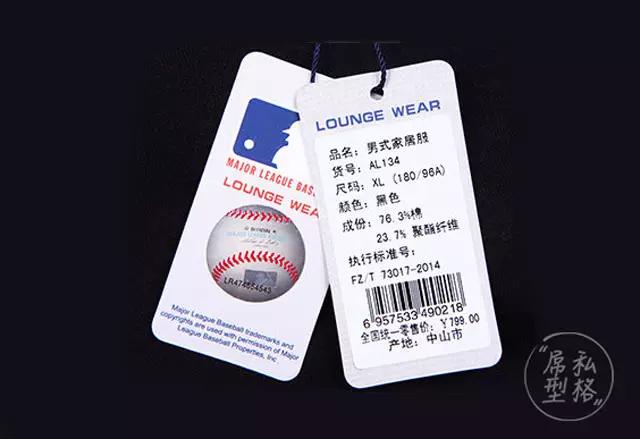 MAJOR LEAGUE BASE
LOUNGE WEAR
LR474564543
Major League Baseball trademarks and
copyrights are used with permission of Major
League Baseball Properties, Inc
LOUNGE WEAR
品名: 男式家居服
货号: AL134
尺码: XL (180/96A)
颜色: 黑色
成份: 76.3%棉
23.7% 聚酯纤维
执行标准号:
FZ/T 73017-2014
6 957533 490218
全国统一零售价: ¥799.00
产地: 中山市
“私格
屌型”